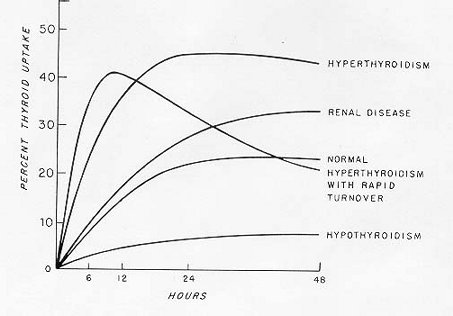 50
40
30
20
10
0
PERCENT THYROID UPTAKE
HYPERTHYROIDISM
RENAL DISEASE
NORMAL
HYPERTHYROIDISM
WITH RAPID
TURNOVER
HYPOTHYROIDISM
6 12 24 48
HOURS